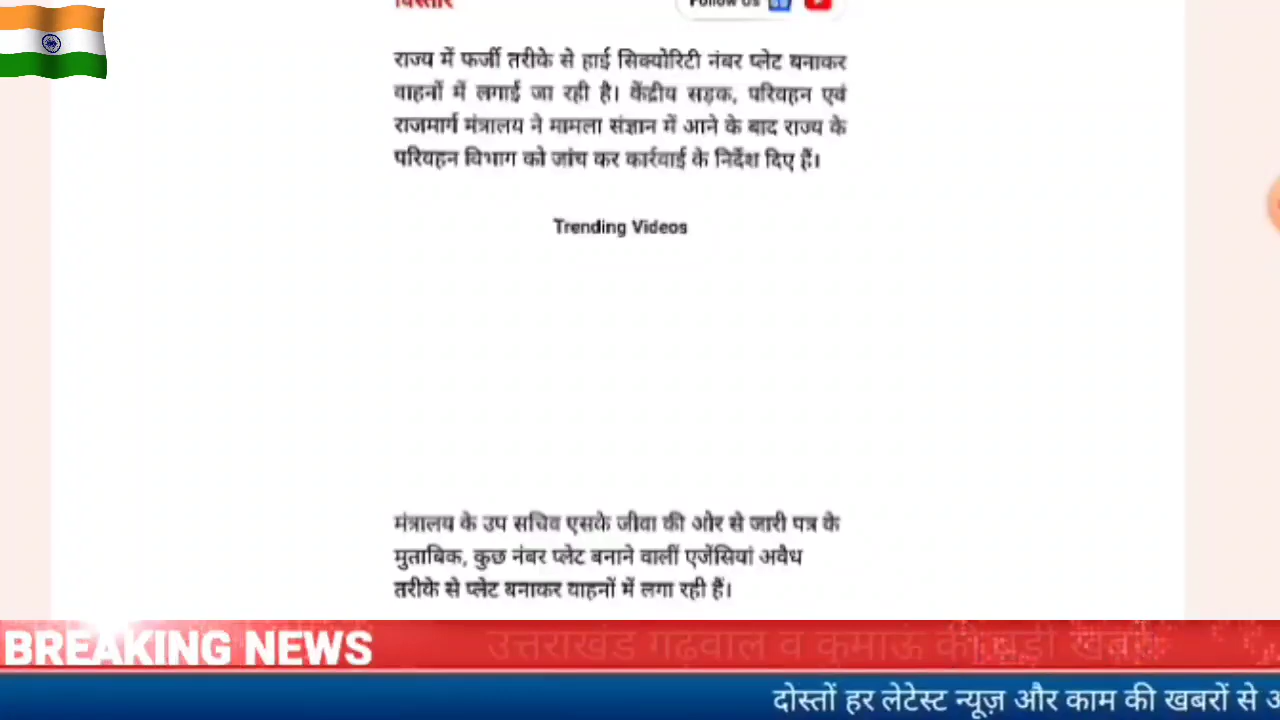 विस्तार
Follow Us
राज्य में फर्जी तरीके से हाई सिक्योरिटी नंबर प्लेट बनाकर
वाहनों में लगाई जा रही है। केंद्रीय सड़क, परिवहन एवं
राजमार्ग मंत्रालय ने मामला संज्ञान में आने के बाद राज्य के
परिवहन विभाग को जांच कर कार्रवाई के निर्देश दिए हैं।
Trending Videos
मंत्रालय के उप सचिव एसके जीवा की ओर से जारी पत्र के
मुताबिक, कुछ नंबर प्लेट बनाने वालीं एजेंसियां अवैध
तरीके से प्लेट बनाकर वाहनों में लगा रही हैं।
BREAKING NEWS
उत्तराखंड गढ़वाल व कुमाऊं की बड़ी खबरें
दोस्तों हर लेटेस्ट न्यूज़ और काम की खबरों से